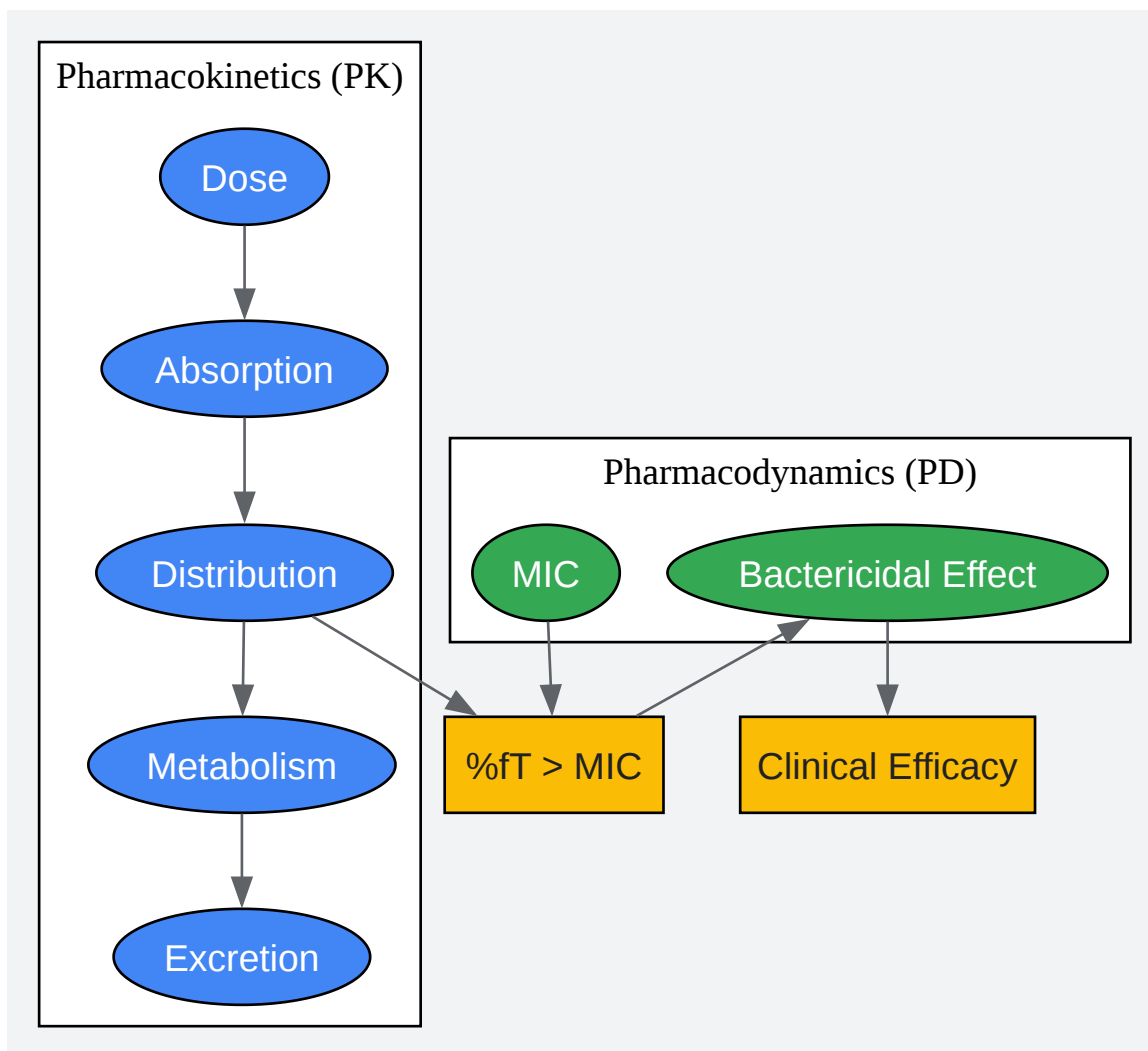 Pharmacokinetics (PK)
Dose
Absorption
Distribution
Metabolism
Excretion
Pharmacodynamics (PD)
MIC
Bactericidal Effect
%fT > MIC
Clinical Efficacy